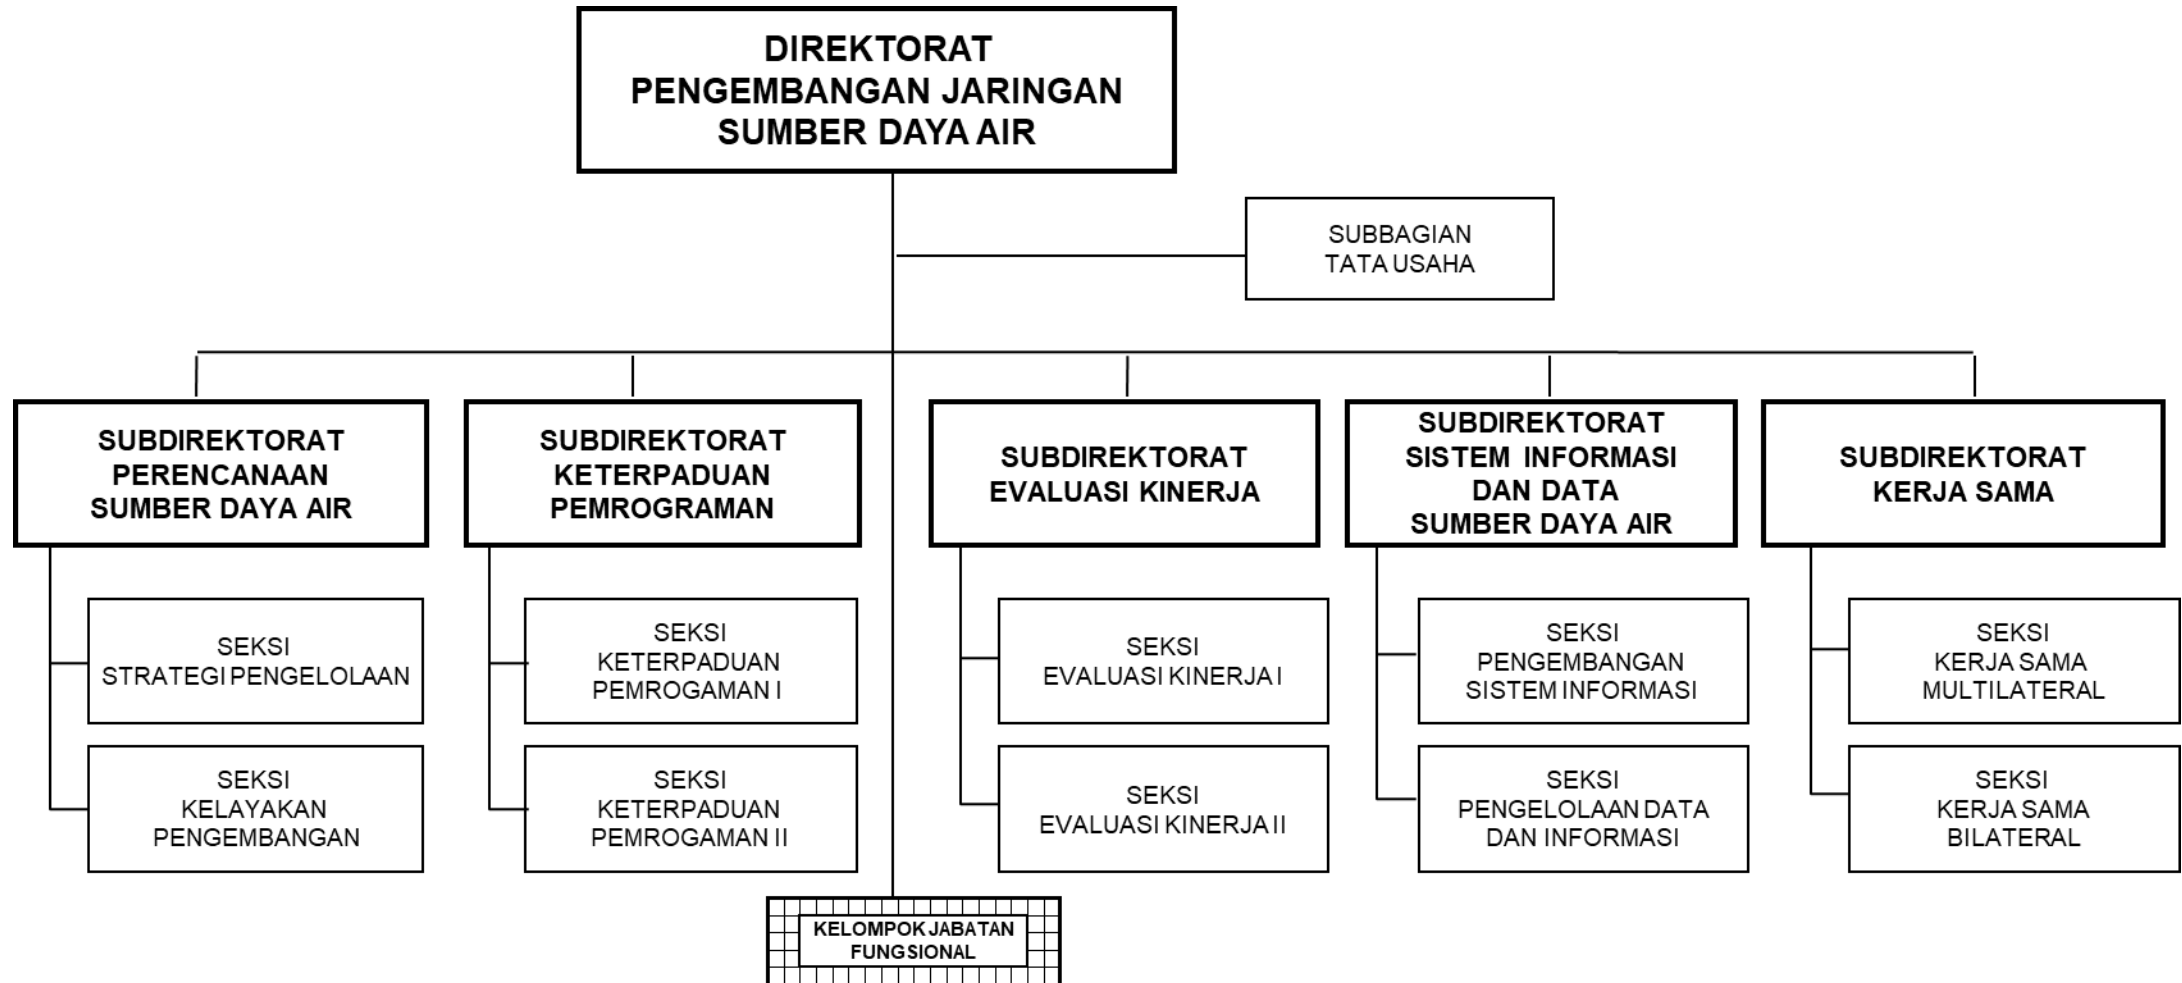 DIREKTORAT
PENGEMBANGAN JARINGAN
SUMBER DAYA AIR
SUBBAGIAN
TATA USAHA
SUBDIREKTORAT
PERENCANAAN
SUMBER DAYA AIR
SUBDIREKTORAT
KETERPADUAN
PEMROGRAMAN
SUBDIREKTORAT
EVALUASI KINERJA
SUBDIREKTORAT
SISTEM INFORMASI
DAN DATA
SUMBER DAYA AIR
SUBDIREKTORAT
KERJA SAMA
SEKSI
STRATEGI PENGELOLAAN
SEKSI
KETERPADUAN
PEMROGAMAN I
SEKSI
EVALUASI KINERJA I
SEKSI
PENGEMBANGAN
SISTEM INFORMASI
SEKSI
KERJA SAMA
MULTILATERAL
SEKSI
KELAYAKAN
PENGEMBANGAN
SEKSI
KETERPADUAN
PEMROGAMAN II
SEKSI
EVALUASI KINERJA II
SEKSI
PENGELOLAAN DATA
DAN INFORMASI
SEKSI
KERJA SAMA
BILATERAL
KELOMPOK JABATAN
FUNGSIONAL